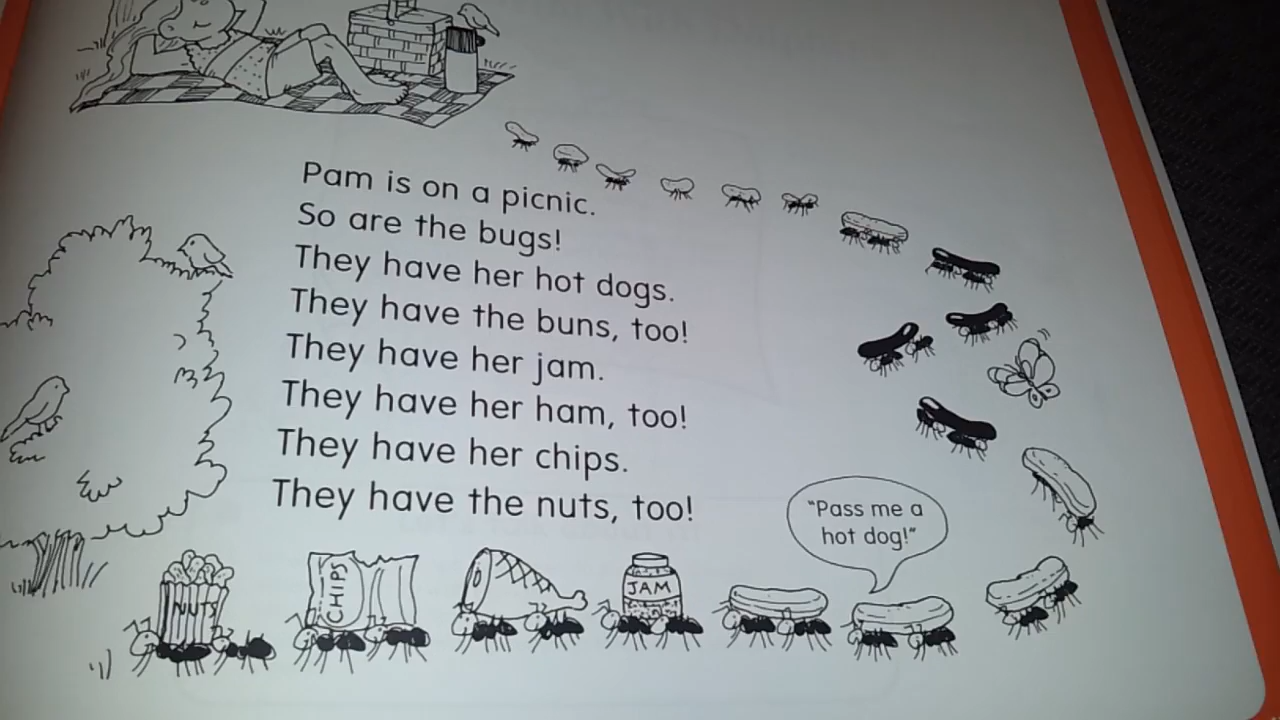 Pam is on a picnic.
So are the bugs!
They have her hot dogs.
They have the buns, too!
They have her jam.
They have her ham, too!
They have her chips.
They have the nuts, too!
"Pass me a
hot dog!"
NUTS
CHIPS
JAM